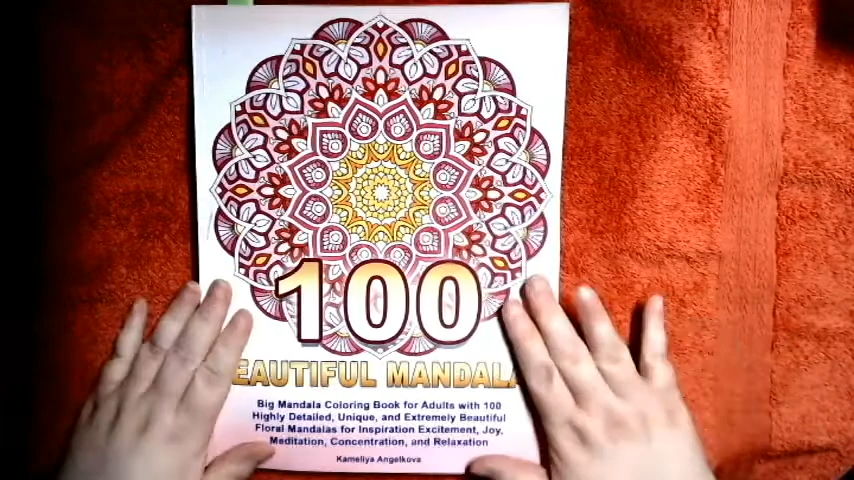 100
EAUTIFUL MANDALA
Big Mandala Coloring Book for Adults with 100
Highly Detailed, Unique, and Extremely Beautiful
Floral Mandalas for Inspiration Excitement, Joy,
Meditation, Concentration, and Relaxation
Kameliya Angelkova